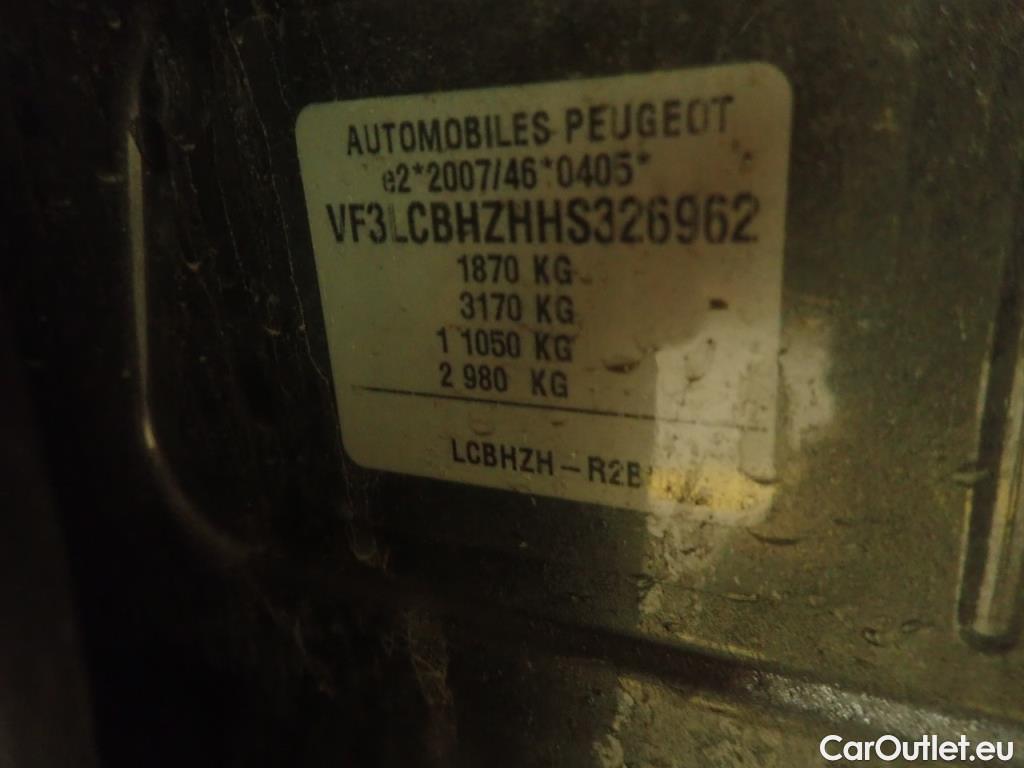 AUTOMOBILES PEUGEOT
e2*2007/46*0405*
VF3LCBHZHHS326962
1870 KG
3170 KG
1 1050 KG
2 980 KG
LCBHZH - R2B
CarOutlet.eu